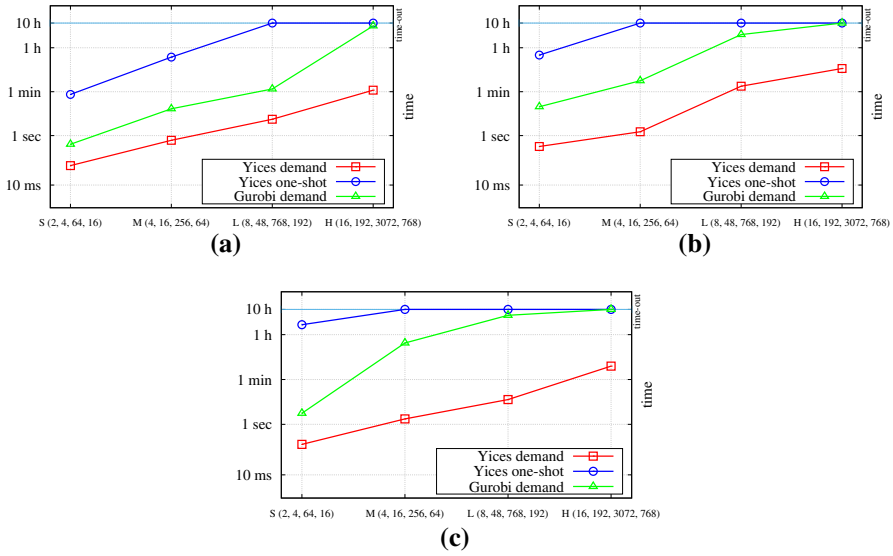 10 h
1 h
1 min
1 sec
10 ms
time-out
time
Yices demand
Yices one-shot
Gurobi demand
S (2, 4, 64, 16) M (4, 16, 256, 64) L (8, 48, 768, 192) H (16, 192, 3072, 768)
(a)
10 h
1 h
1 min
1 sec
10 ms
time-out
time
Yices demand
Yices one-shot
Gurobi demand
S (2, 4, 64, 16) M (4, 16, 256, 64) L (8, 48, 768, 192) H (16, 192, 3072, 768)
(b)
10 h
1 h
1 min
1 sec
10 ms
time-out
time
Yices demand
Yices one-shot
Gurobi demand
S (2, 4, 64, 16) M (4, 16, 256, 64) L (8, 48, 768, 192) H (16, 192, 3072, 768)
(c)